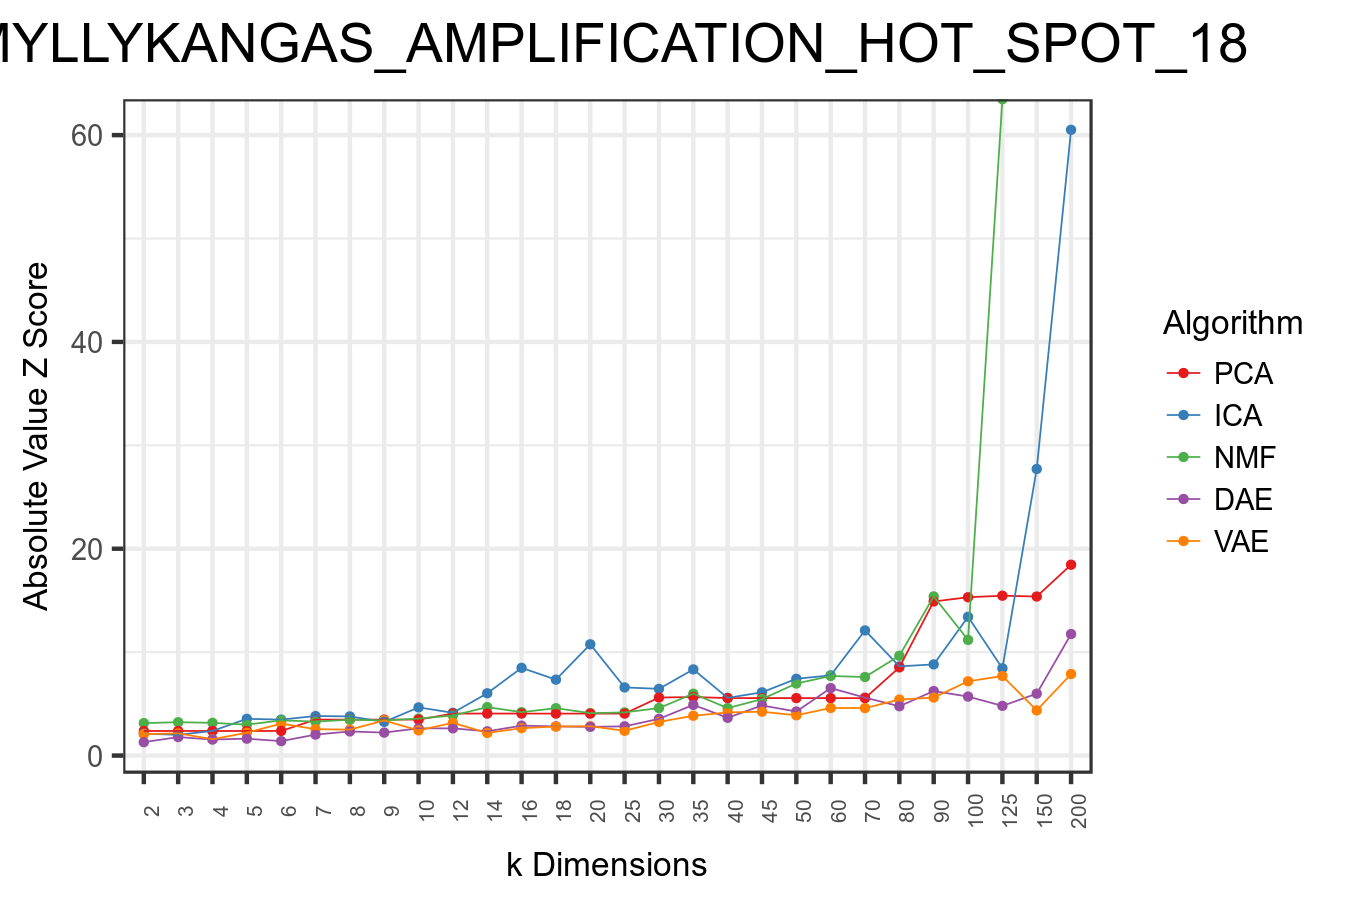 MYLLYKANGAS_AMPLIFICATION_HOT_SPOT_18
Absolute Value Z Score
60
40
20
0
2 3 4 5 6 7 8 9 10 12 14 16 18 20 25 30 35 40 45 50 60 70 80 90 100 125 150 200
k Dimensions
Algorithm
PCA
ICA
NMF
DAE
VAE